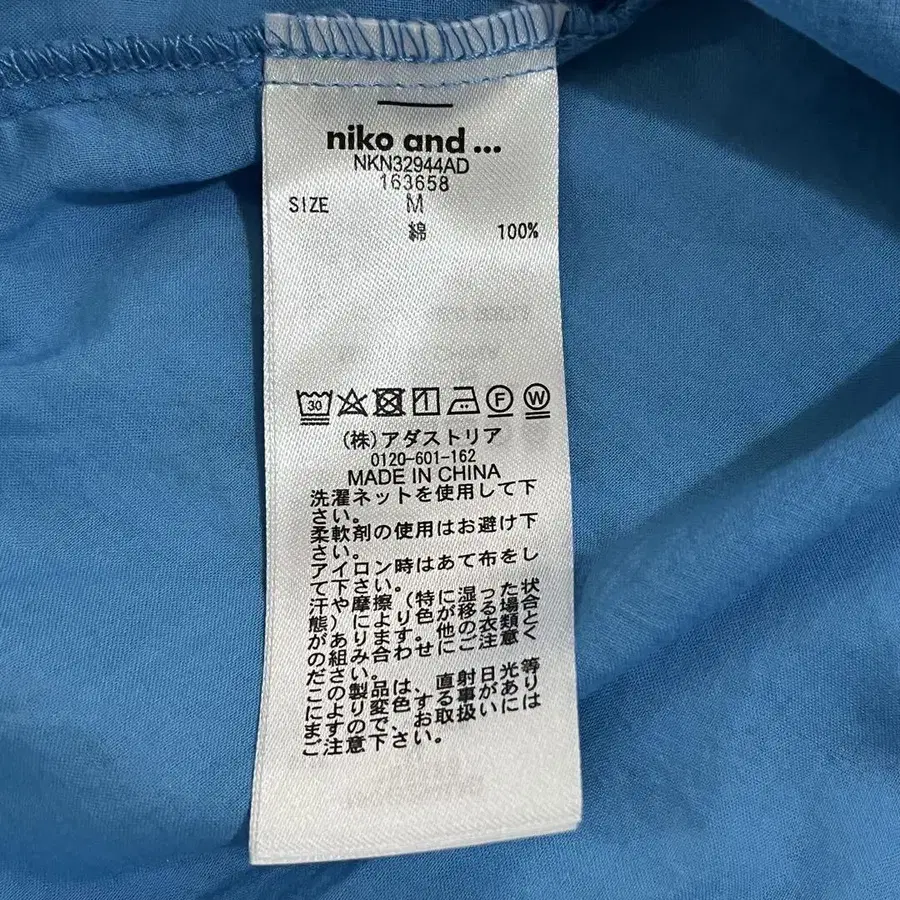 niko and ...
NKN32944AD
163658
SIZE M
綿 100%
30 F W
(株)アダストリア
0120-601-162
MADE IN CHINA
洗濯ネットを使用して下
さい。
柔軟剤の使用はお避け下
さい。
アイロン時はあて布をし
て下さい。
汗や摩擦(特に湿った状
態)により色が移る場合と
があります。他の衣類と
の組み合わせにご注意く
ださい。
この製品は、直射日光等
により変色する事があり
ますので、お取扱いには
ご注意下さい。